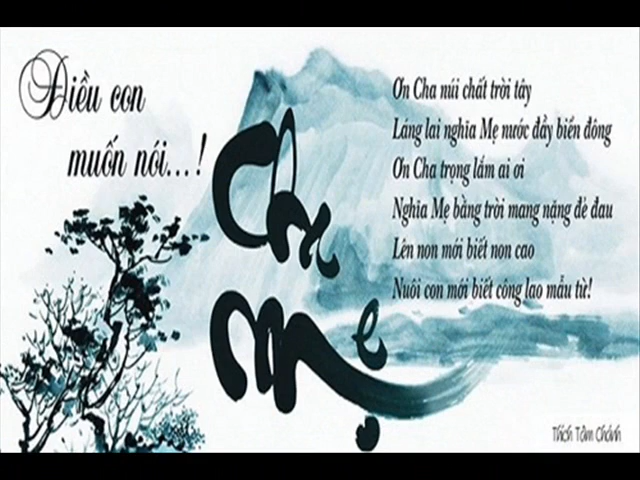 Điều con
muốn nói...!
Cha
Mẹ
Ơn Cha núi chất trời tây
Láng lai nghĩa Mẹ nước đầy biển đông
Ơn Cha trọng lắm ai ơi
Nghĩa Mẹ bằng trời mang nặng đẻ đau
Lên non mới biết non cao
Nuôi con mới biết công lao mẫu từ!
Thích Tâm Chánh